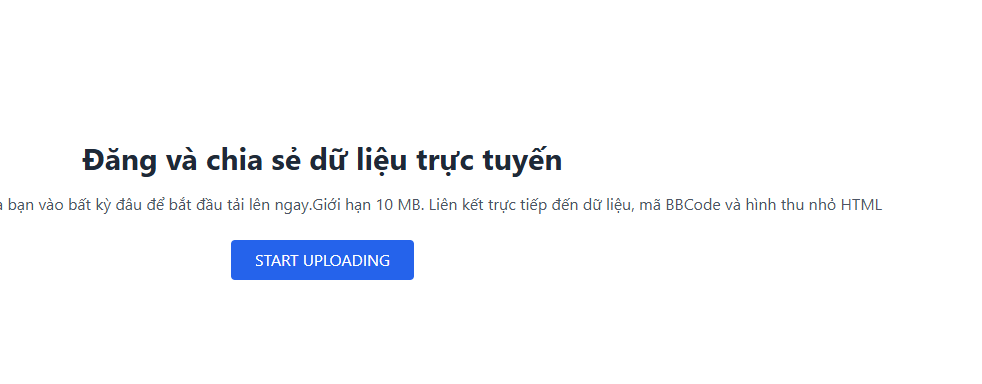 Đăng và chia sẻ dữ liệu trực tuyến
bạn vào bất kỳ đâu để bắt đầu tải lên ngay.Giới hạn 10 MB. Liên kết trực tiếp đến dữ liệu, mã BBCode và hình thu nhỏ HTML
START UPLOADING